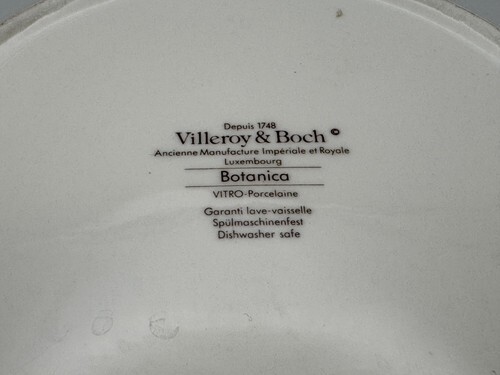 Depuis 1748
Villeroy & Boch ©
Ancienne Manufacture Impériale et Royale
Luxembourg
Botanica
VITRO-Porcelaine
Garanti lave-vaisselle
Spülmaschinenfest
Dishwasher safe